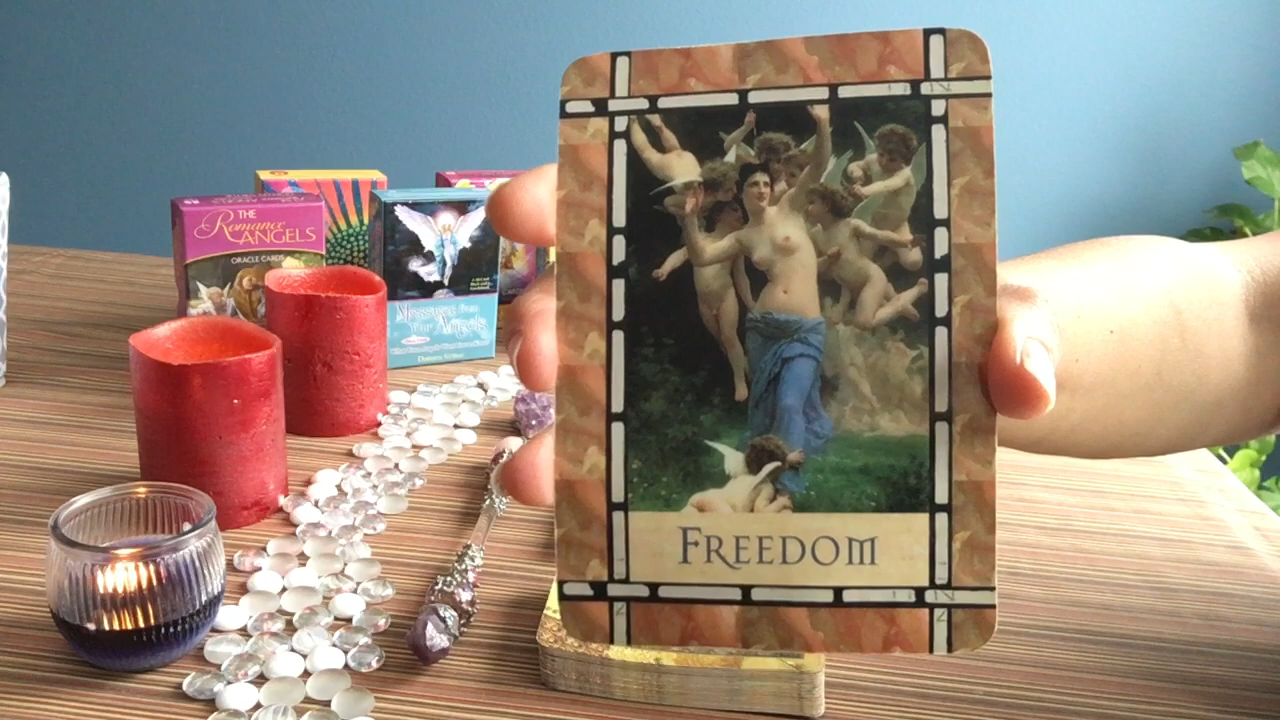 THE
Romance
ANGELS
ORACLE CARDS
Messages from
Your Angels
FREEDOM